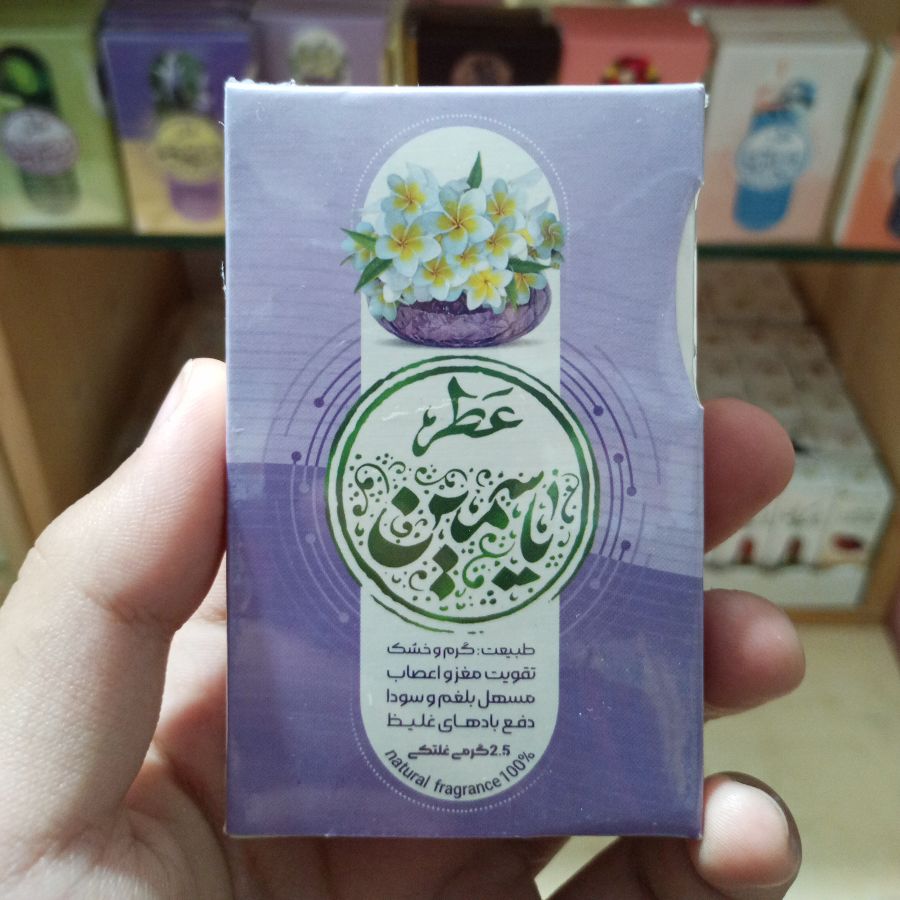 عطر
یاسمین
طبیعت: گرم و خشک
تقویت مغز و اعصاب
مسهل بلغم و سودا
دفع بادهای غلیظ
2.5 گرمی غلتکی
natural fragrance 100%